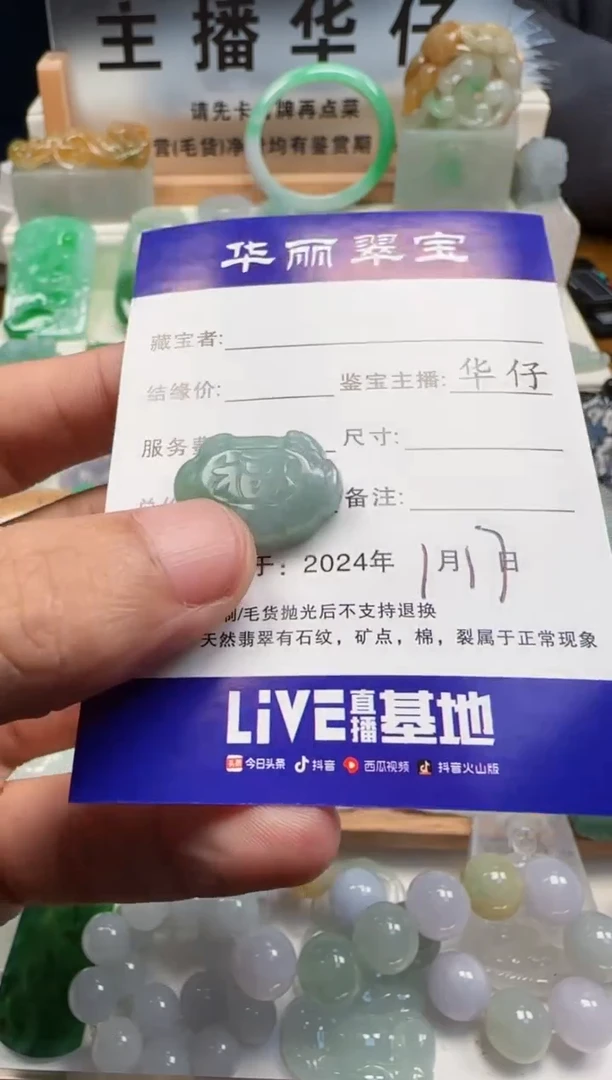 主播华仔
请先卡 牌再点菜
营(毛货)净 均有鉴赏期
华丽翠宝
藏宝者:
结缘价: 鉴宝主播: 华仔
服务 尺寸:
福
备注:
于：2024年 1月17日
/毛货抛光后不支持退换
天然翡翠有石纹，矿点，棉，裂属于正常现象
LiVE直播基地
头条 今日头条 抖音 西瓜视频 抖音火山版